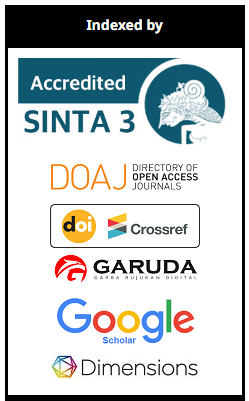 Indexed by
Accredited
SINTA 3
DOAJ
DIRECTORY OF
OPEN ACCESS
JOURNALS
doi
Crossref
GARUDA
GARBA RUJUKAN DIGITAL
Google
Scholar
Dimensions